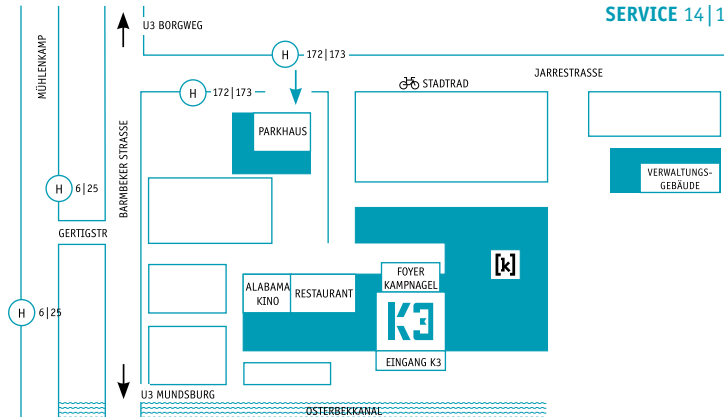 SERVICE 14|1
U3 BORGWEG
MÜHLENKAMP
H 172|173
JARRESTRASSE
STADTRAD
H 172|173
PARKHAUS
BARMBEKER STRASSE
VERWALTUNGS-
GEBÄUDE
H 6|25
GERTIGSTR
[k]
FOYER
KAMPNAGEL
ALABAMA
KINO
RESTAURANT
H 6|25
K3
EINGANG K3
U3 MUNDSBURG
OSTERBEKKANAL